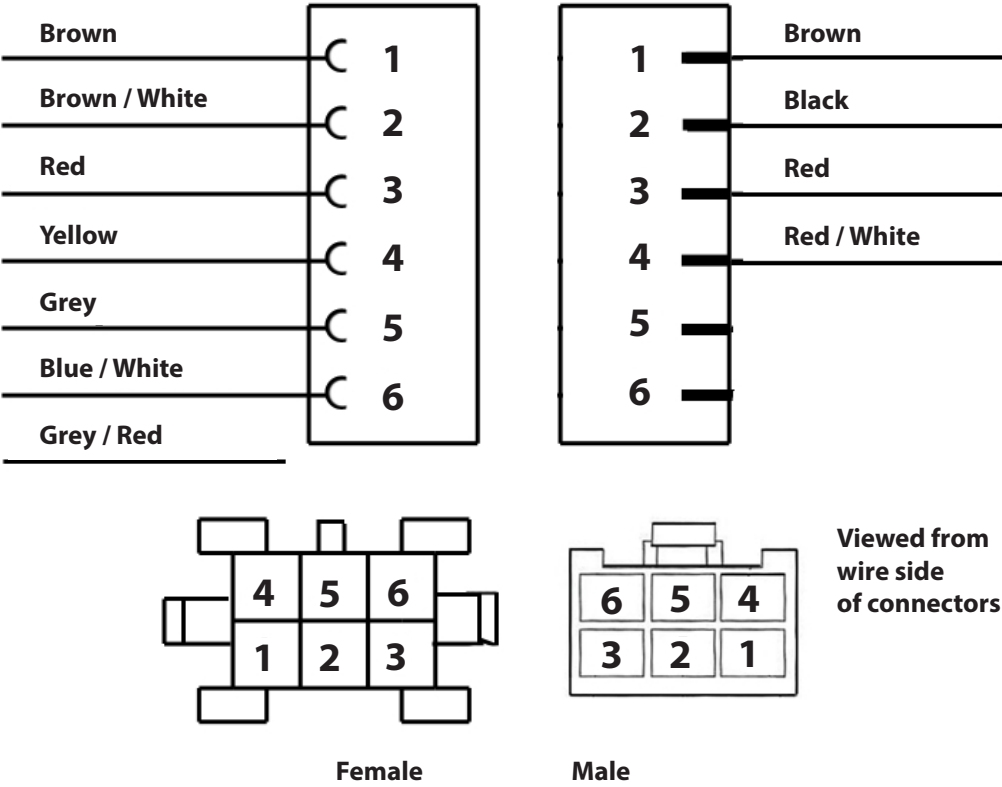 Brown
1
Brown / White
2
Red
3
Yellow
4
Grey
5
Blue / White
6
Grey / Red
1
Brown
2
Black
3
Red
4
Red / White
5
6
4 5 6
1 2 3
6 5 4
3 2 1
Viewed from
wire side
of connectors
Female
Male